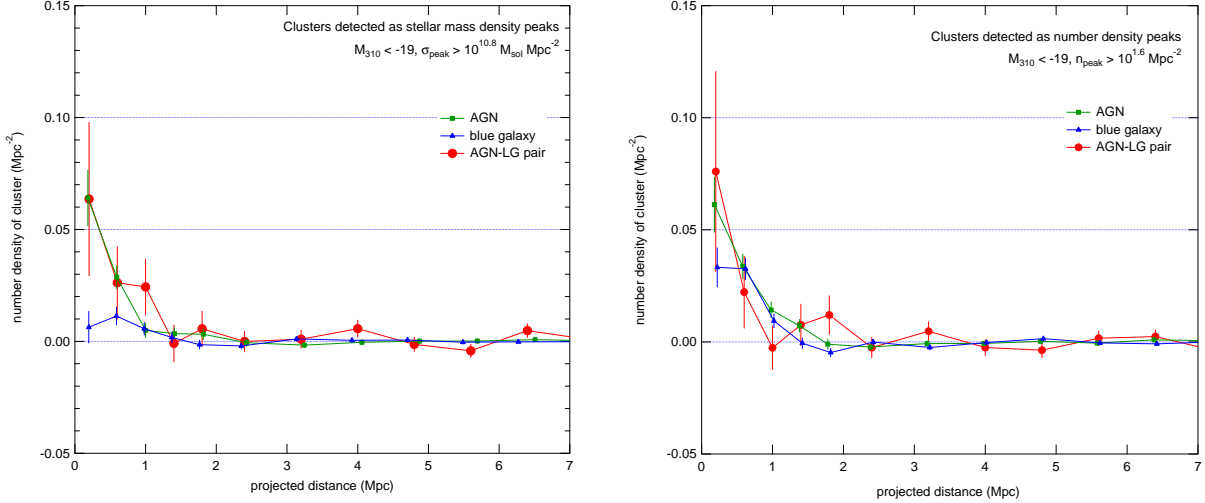 Clusters detected as stellar mass density peaks
M310 < -19, σpeak > 10^10.8 Msol Mpc^-2
AGN
blue galaxy
AGN-LG pair
number density of cluster (Mpc^-2)
0.10
0.05
0.00
-0.05
0 1 2 3 4 5 6 7
projected distance (Mpc)
Clusters detected as number density peaks
M310 < -19, npeak > 10^1.6 Mpc^-2
AGN
blue galaxy
AGN-LG pair
number density of cluster (Mpc^-2)
0.15
0.10
0.05
0.00
-0.05
0 1 2 3 4 5 6 7
projected distance (Mpc)